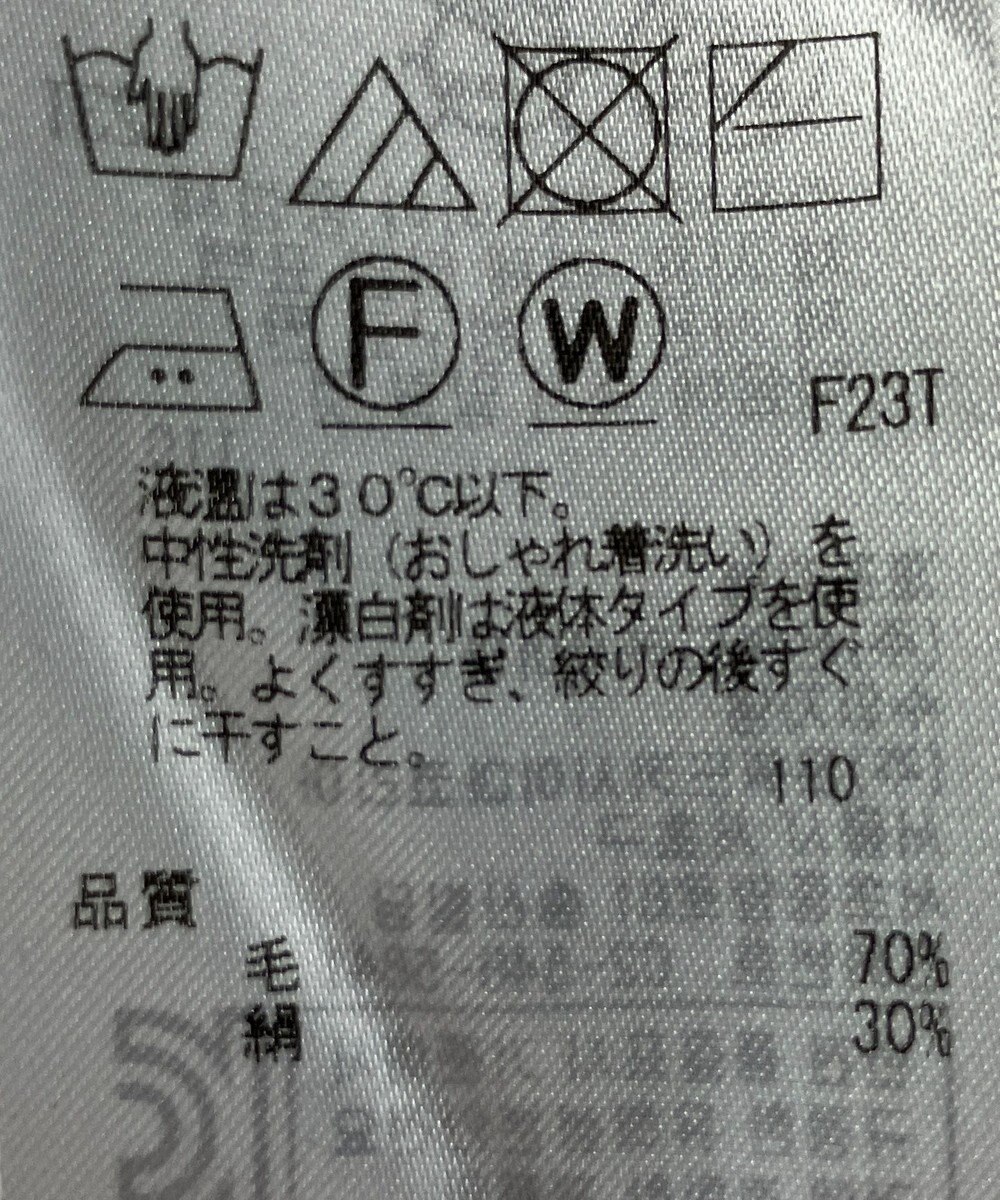 F W
F23T
液温は30℃以下。
中性洗剤(おしゃれ着洗い)を
使用。漂白剤は液体タイプを使
用。よくすすぎ、絞りの後すぐ
に干すこと。
110
品質
毛 70%
絹 30%